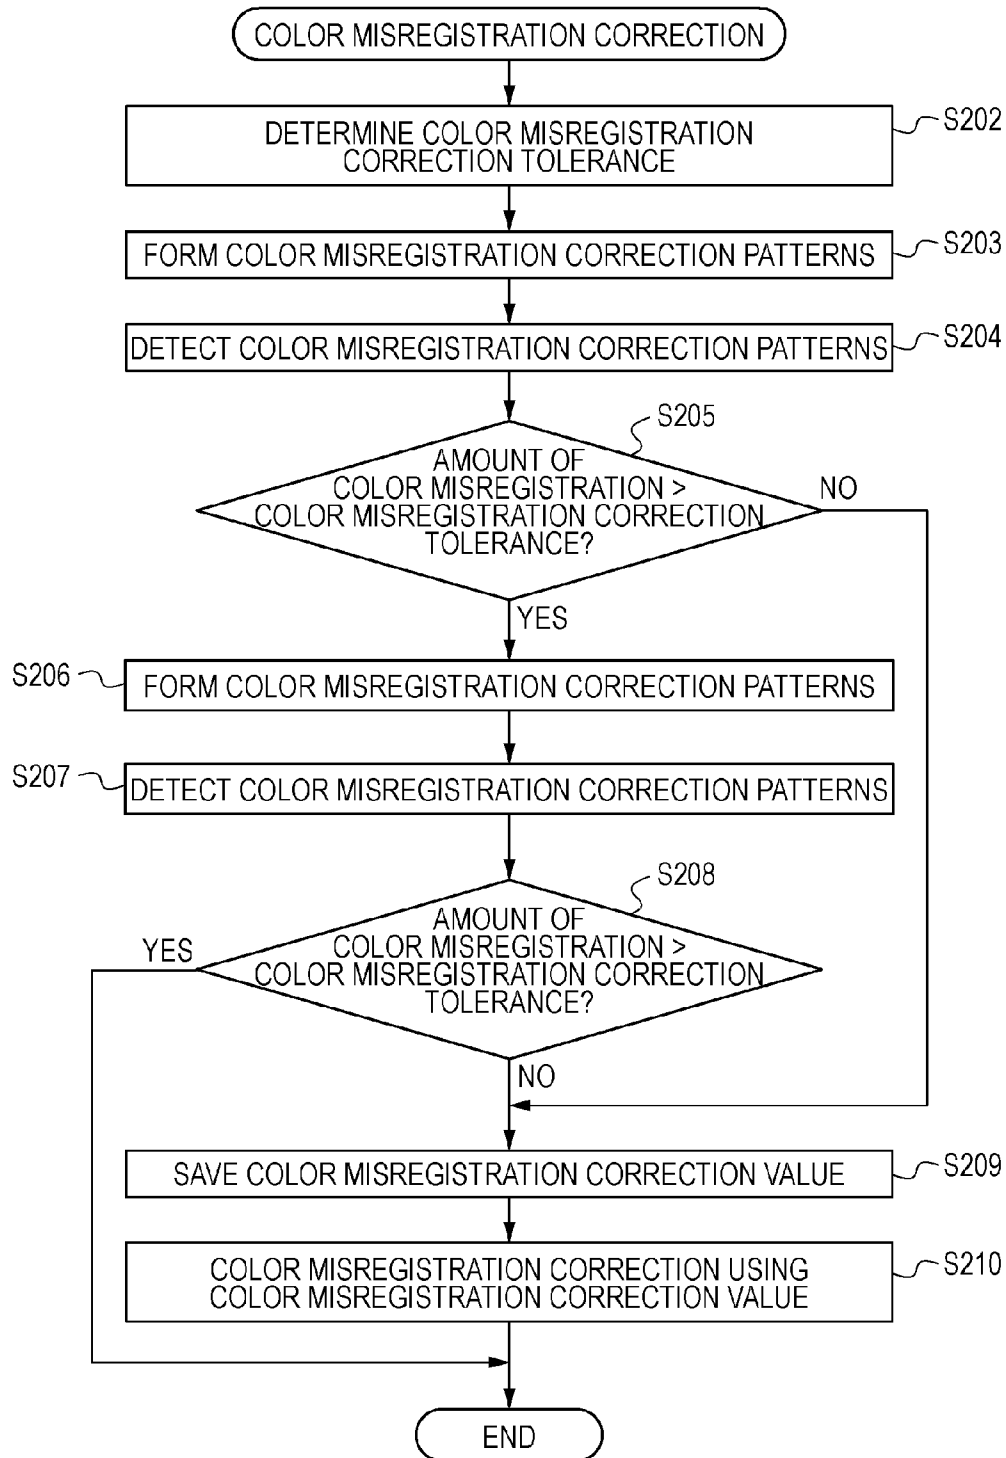 COLOR MISREGISTRATION CORRECTION
DETERMINE COLOR MISREGISTRATION
CORRECTION TOLERANCE
S202
FORM COLOR MISREGISTRATION CORRECTION PATTERNS
S203
DETECT COLOR MISREGISTRATION CORRECTION PATTERNS
S204
S205
AMOUNT OF
COLOR MISREGISTRATION >
COLOR MISREGISTRATION CORRECTION
TOLERANCE?
NO
YES
S206
FORM COLOR MISREGISTRATION CORRECTION PATTERNS
S207
DETECT COLOR MISREGISTRATION CORRECTION PATTERNS
S208
AMOUNT OF
COLOR MISREGISTRATION >
COLOR MISREGISTRATION CORRECTION
TOLERANCE?
YES
NO
SAVE COLOR MISREGISTRATION CORRECTION VALUE
S209
COLOR MISREGISTRATION CORRECTION USING
COLOR MISREGISTRATION CORRECTION VALUE
S210
END